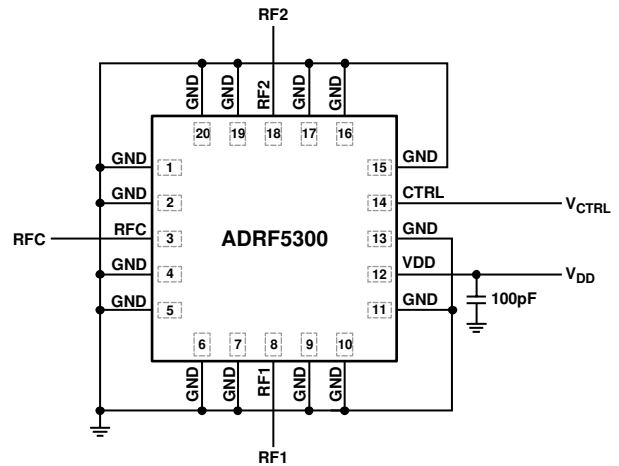 RF2
GND
GND
RF2
GND
GND
20
19
18
17
16
GND
1
15
GND
GND
2
14
CTRL
VCTRL
RFC
RFC
3
ADRF5300
13
GND
GND
4
12
VDD
VDD
GND
5
11
GND
100pF
6
7
8
9
10
GND
GND
RF1
GND
GND
RF1